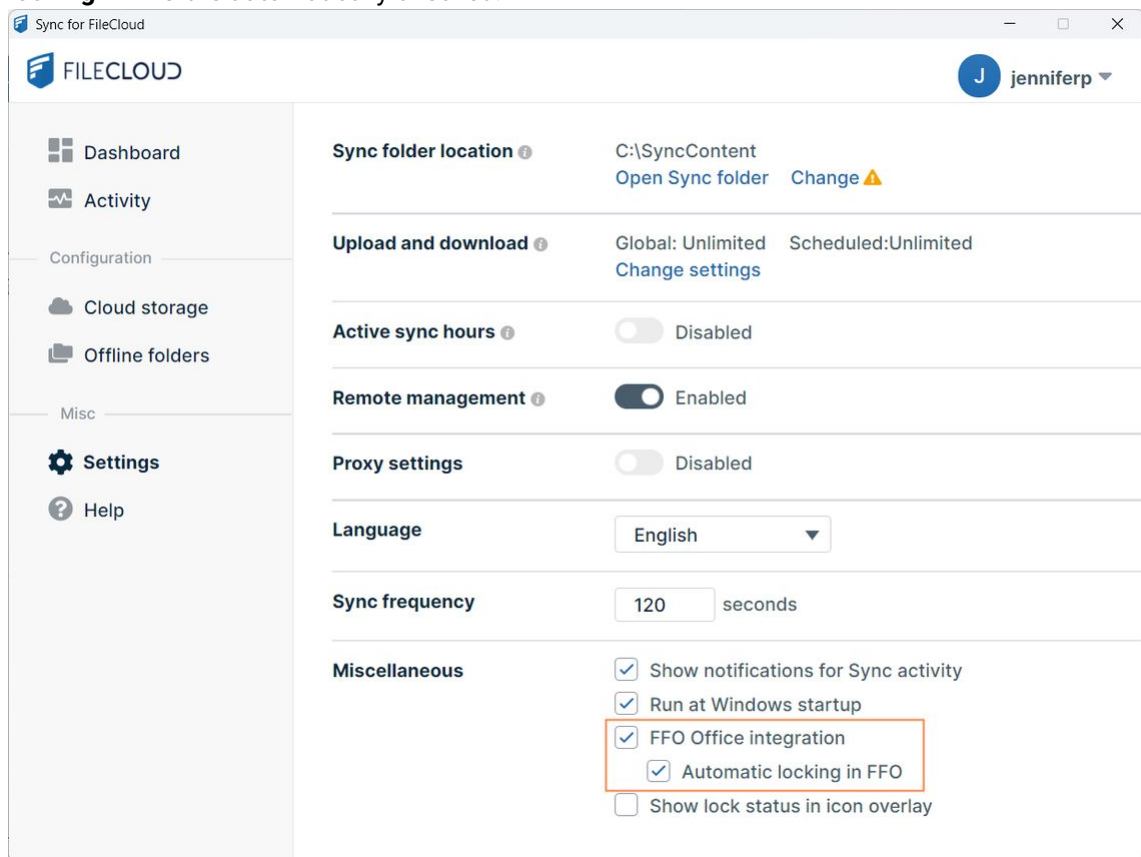 Sync for FileCloud
FILECLOUD
J jenniferp
Dashboard
Activity
Configuration
Cloud storage
Offline folders
Misc
Settings
Help
Sync folder location
C:\SyncContent
Open Sync folder Change
Upload and download
Global: Unlimited Scheduled:Unlimited
Change settings
Active sync hours Disabled
Remote management Enabled
Proxy settings Disabled
Language English
Sync frequency 120 seconds
Miscellaneous
Show notifications for Sync activity
Run at Windows startup
FFO Office integration
Automatic locking in FFO
Show lock status in icon overlay